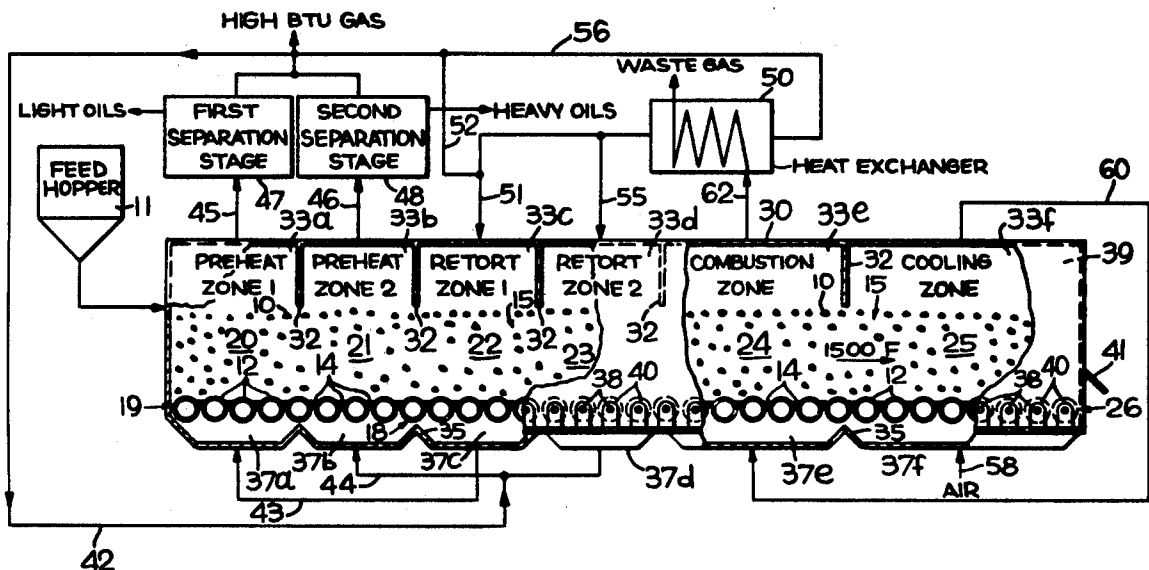 HIGH BTU GAS
56
WASTE GAS
50
LIGHT OILS
FIRST SEPARATION STAGE
SECOND SEPARATION STAGE
HEAVY OILS
52
HEAT EXCHANGER
FEED HOPPER
11
45
47
46
48
51
55
62
30
60
33a
33b
33c
33d
33e
33f
PREHEAT ZONE 1
PREHEAT ZONE 2
RETORT ZONE 1
RETORT ZONE 2
COMBUSTION ZONE
32
COOLING ZONE
39
10
32
32
15
32
32
10
15
20
21
22
23
24
1500 F
25
12
14
38
40
14
12
38
40
41
19
18
35
35
26
37a
37b
37c
37d
37e
37f
44
43
AIR
58
42